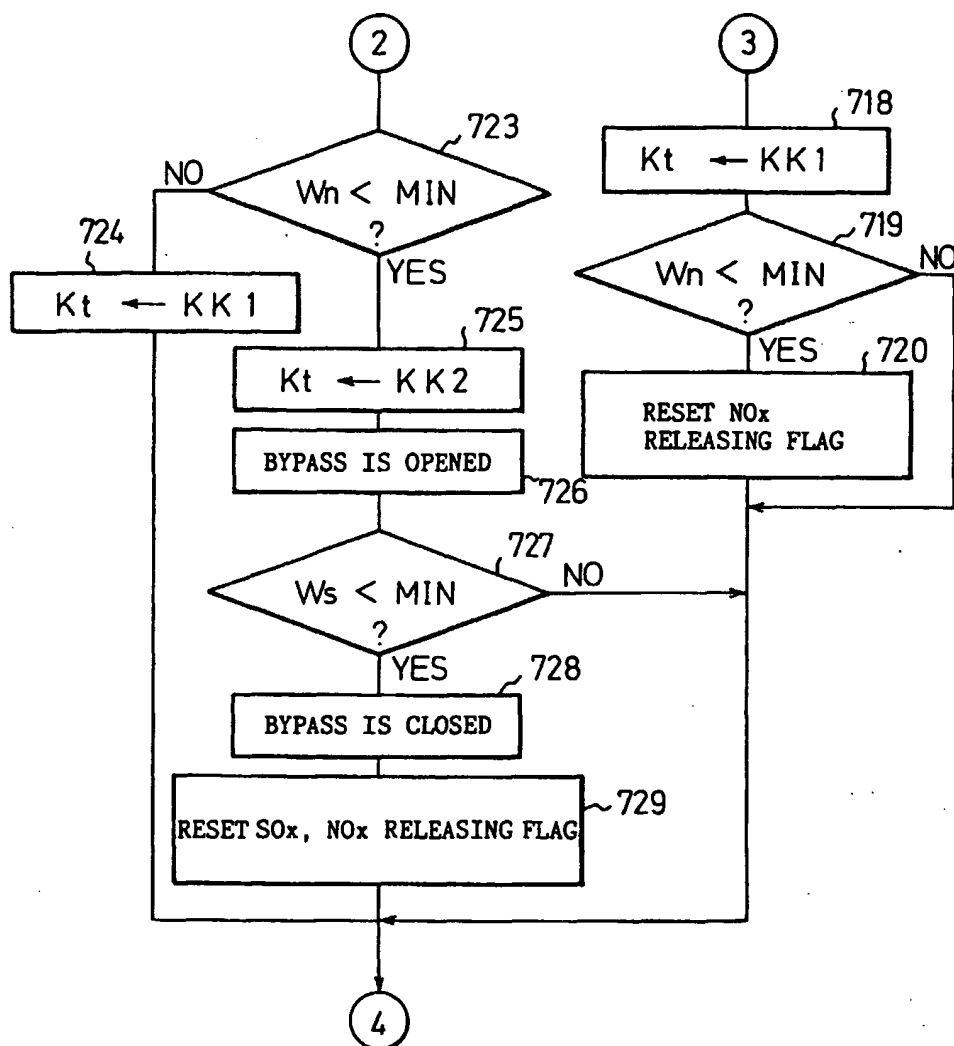 2
723
NO
Wn < MIN
?
YES
724
Kt ← KK1
725
Kt ← KK2
BYPASS IS OPENED
726
727
NO
Ws < MIN
?
YES
728
BYPASS IS CLOSED
729
RESET SOx, NOx RELEASING FLAG
3
718
Kt ← KK1
719
NO
Wn < MIN
?
YES
720
RESET NOx
RELEASING FLAG
4